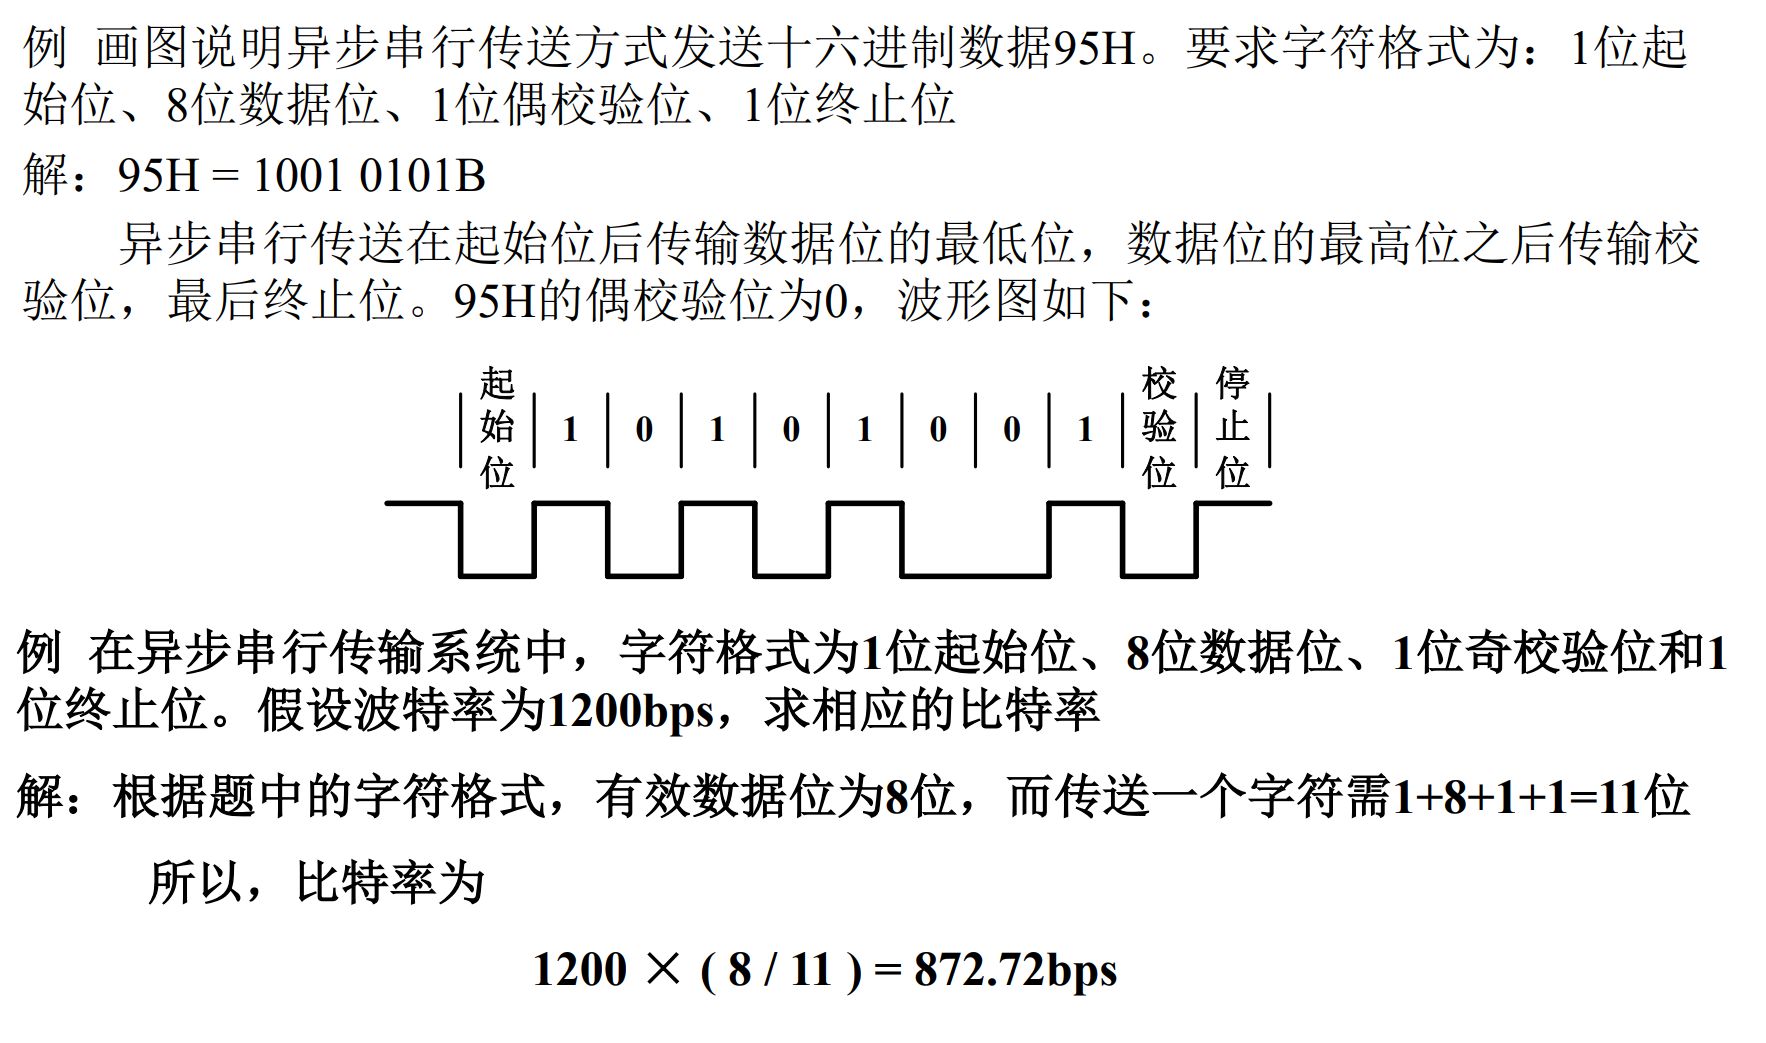 例 画图说明异步串行传送方式发送十六进制数据95H。要求字符格式为：1位起
始位、8位数据位、1位偶校验位、1位终止位
解：95H = 1001 0101B
异步串行传送在起始位后传输数据位的最低位，数据位的最高位之后传输校
验位，最后终止位。95H的偶校验位为0，波形图如下：
起始位 1 0 1 0 1 0 0 1 校验位 停止位
例 在异步串行传输系统中，字符格式为1位起始位、8位数据位、1位奇校验位和1
位终止位。假设波特率为1200bps，求相应的比特率
解：根据题中的字符格式，有效数据位为8位，而传送一个字符需1+8+1+1=11位
所以，比特率为
1200 × ( 8 / 11 ) = 872.72bps